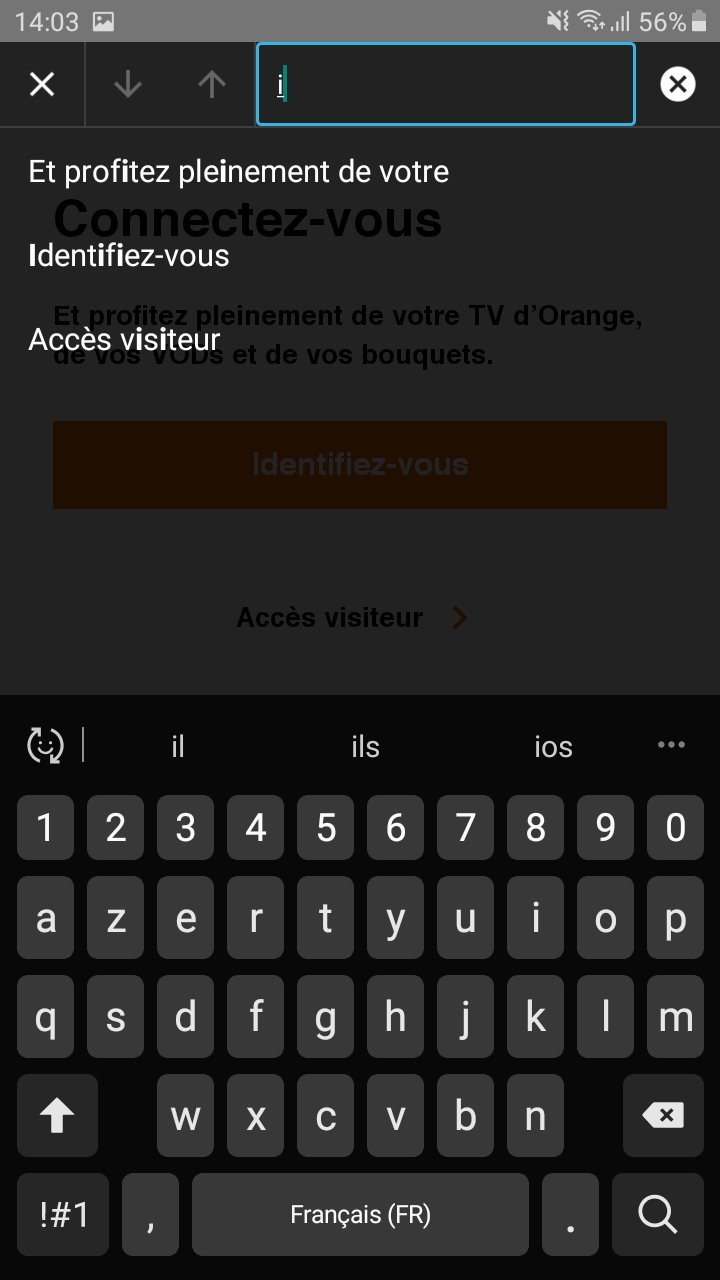 14:03 56%
i
Et profitez pleinement de votre
Connectez-vous
Identifiez-vous
Et profitez pleinement de votre TV d’Orange,
Accès visiteur
de vos VODs et de vos bouquets.
Identifiez-vous
Accès visiteur
il ils ios
1 2 3 4 5 6 7 8 9 0
a z e r t y u i o p
q s d f g h j k l m
w x c v b n
!#1 , Français (FR) .